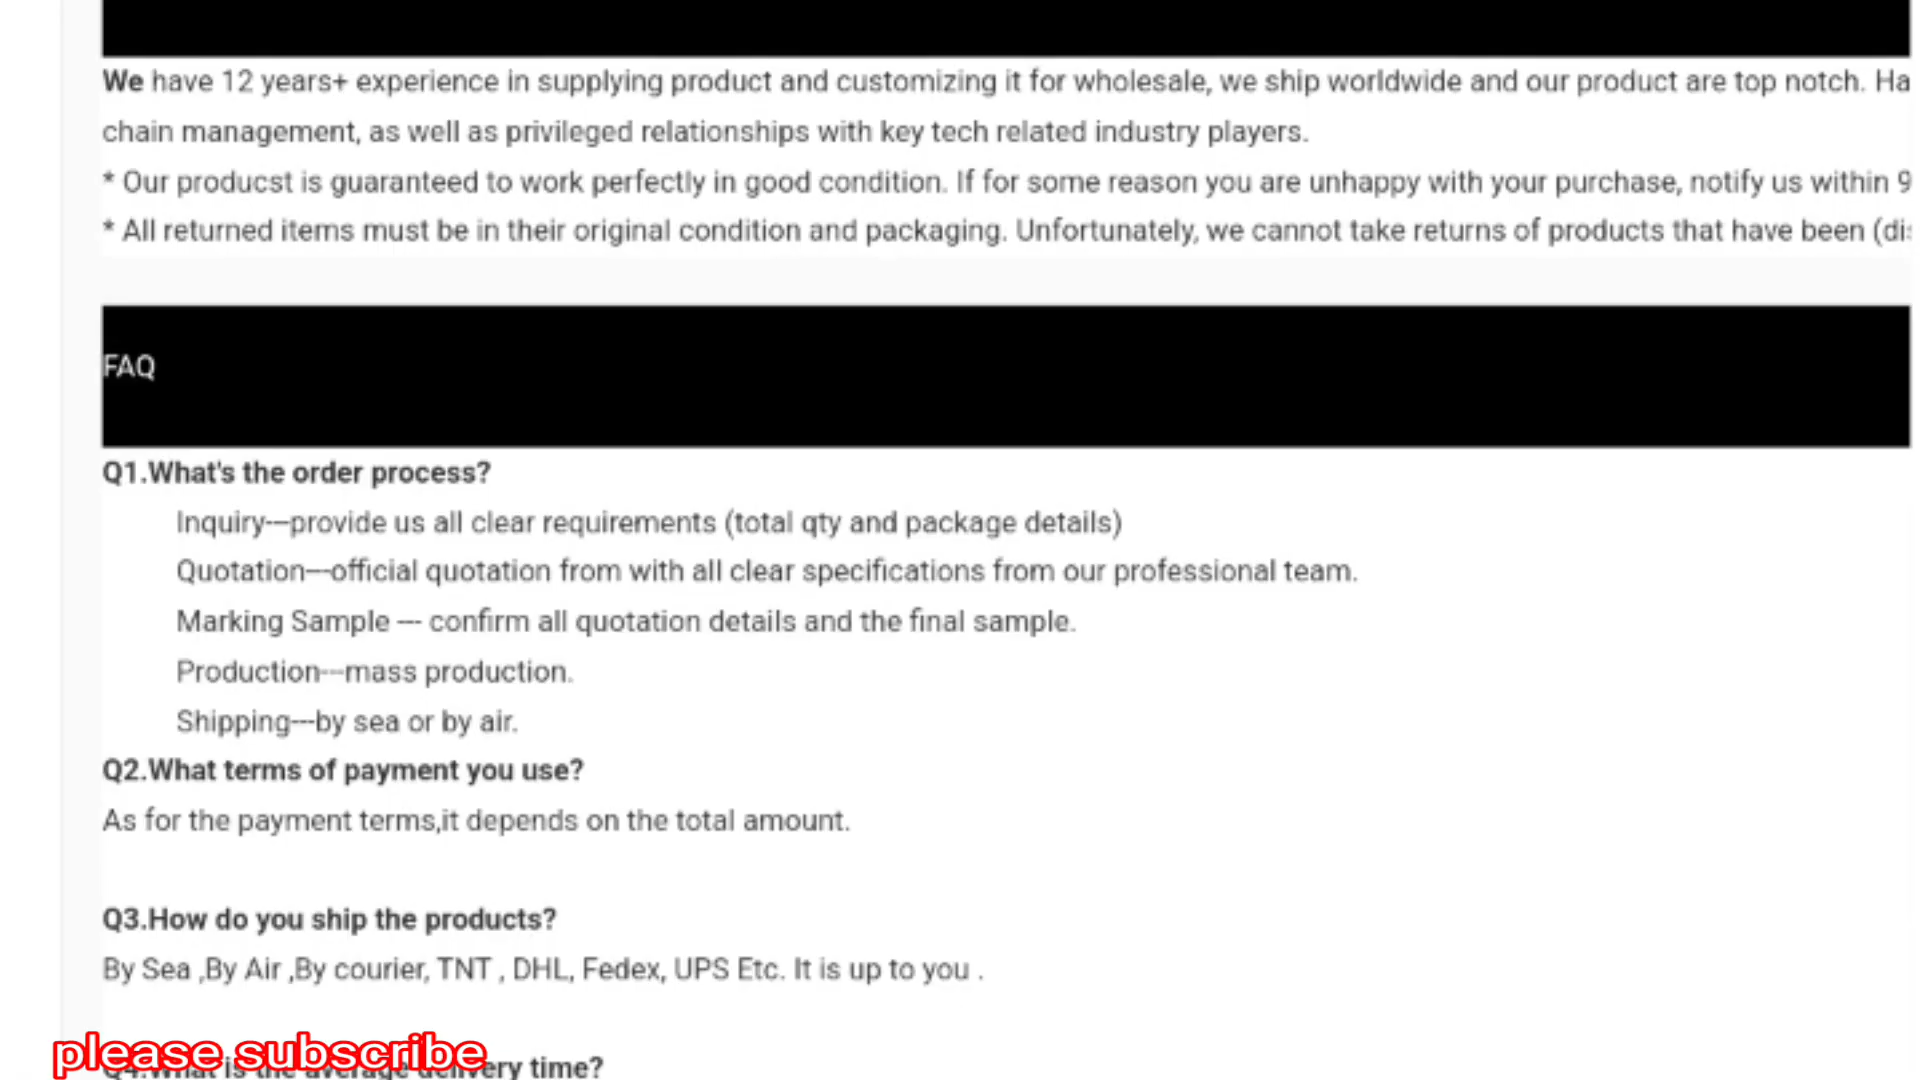 We have 12 years+ experience in supplying product and customizing it for wholesale, we ship worldwide and our product are top notch. Ha
chain management, as well as privileged relationships with key tech related industry players.
* Our producst is guaranteed to work perfectly in good condition. If for some reason you are unhappy with your purchase, notify us within 9
* All returned items must be in their original condition and packaging. Unfortunately, we cannot take returns of products that have been (dis
FAQ
Q1.What's the order process?
Inquiry---provide us all clear requirements (total qty and package details)
Quotation---official quotation from with all clear specifications from our professional team.
Marking Sample --- confirm all quotation details and the final sample.
Production---mass production.
Shipping---by sea or by air.
Q2.What terms of payment you use?
As for the payment terms,it depends on the total amount.
Q3.How do you ship the products?
By Sea ,By Air ,By courier, TNT , DHL, Fedex, UPS Etc. It is up to you .
Q4.What is the average delivery time?
please subscribe